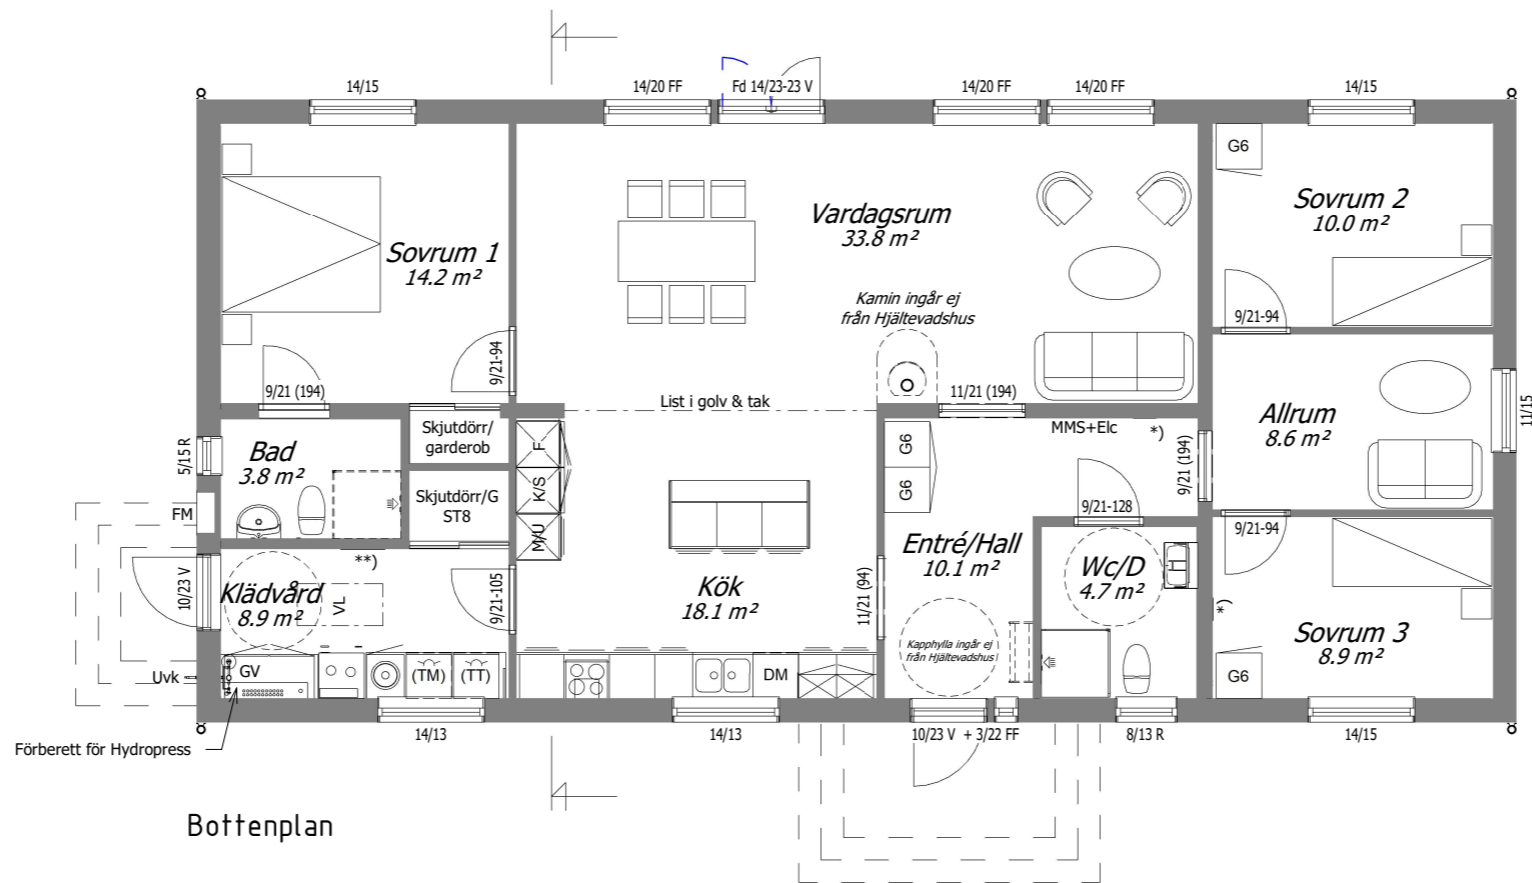 14/15
14/20 FF
Fd 14/23-23 V
14/20 FF
14/20 FF
14/15
G6
Sovrum 1
14.2 m²
Vardagsrum
33.8 m²
Sovrum 2
10.0 m²
Kamin ingår ej
från Hjältevadshus
9/21-94
9/21-94
9/21 (194)
11/21 (194)
List i golv & tak
Skjutdörr/
garderob
Skjutdörr/G
ST8
Bad
3.8 m²
5/15 R
FM
F
K/S
M/U
G6
G6
MMS+Elc
*)
9/21 (194)
9/21-128
Allrum
8.6 m²
11/15
9/21-94
Entré/Hall
10.1 m²
Wc/D
4.7 m²
Kök
18.1 m²
11/21 (94)
**)
Klädvård
8.9 m²
VL
10/23 V
9/21-105
*)
Sovrum 3
8.9 m²
Kapphylla ingår ej
från Hjältevadshus
Uvk
GV
(TM)
(TT)
DM
G6
14/13
14/13
10/23 V + 3/22 FF
8/13 R
14/15
Förberett för Hydropress
Bottenplan